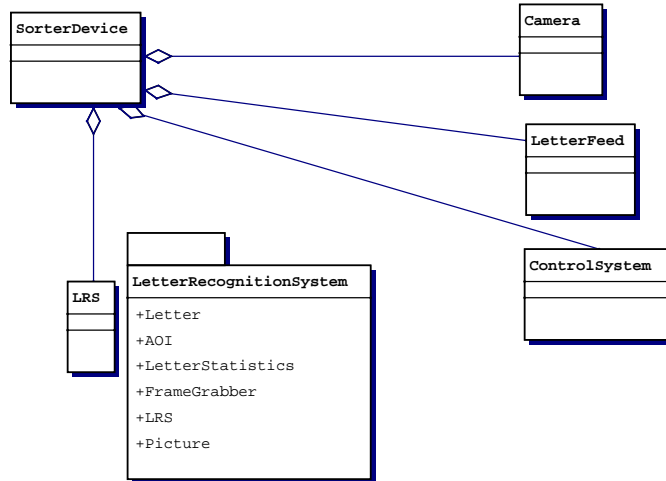 SorterDevice
Camera
LetterFeed
ControlSystem
LRS
LetterRecognitionSystem
+Letter
+AOI
+LetterStatistics
+FrameGrabber
+LRS
+Picture